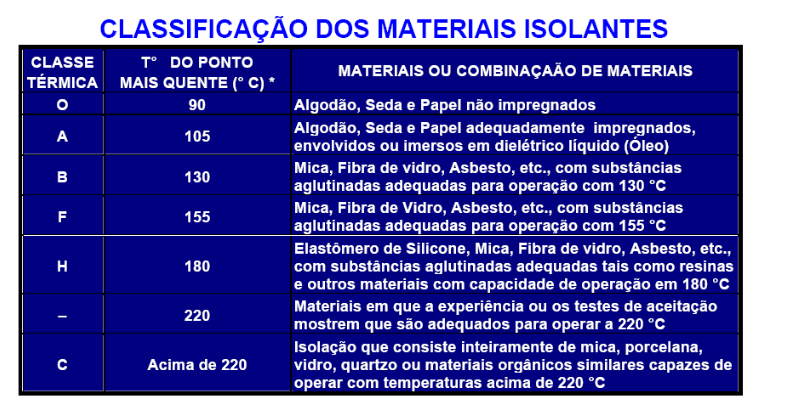 CLASSIFICAÇÃO DOS MATERIAIS ISOLANTES
CLASSE
TÉRMICA
T° DO PONTO
MAIS QUENTE (° C) *
MATERIAIS OU COMBINAÇAÃO DE MATERIAIS
O
90
Algodão, Seda e Papel não impregnados
A
105
Algodão, Seda e Papel adequadamente impregnados,
envolvidos ou imersos em dielétrico líquido (Óleo)
B
130
Mica, Fibra de vidro, Asbesto, etc., com substâncias
aglutinadas adequadas para operação com 130 °C
F
155
Mica, Fibra de Vidro, Asbesto, etc., com substâncias
aglutinadas adequadas para operação com 155 °C
H
180
Elastômero de Silicone, Mica, Fibra de vidro, Asbesto, etc.,
com substâncias aglutinadas adequadas tais como resinas
e outros materiais com capacidade de operação em 180 °C
–
220
Materiais em que a experiência ou os testes de aceitação
mostrem que são adequados para operar a 220 °C
C
Acima de 220
Isolação que consiste inteiramente de mica, porcelana,
vidro, quartzo ou materiais orgânicos similares capazes de
operar com temperaturas acima de 220 °C